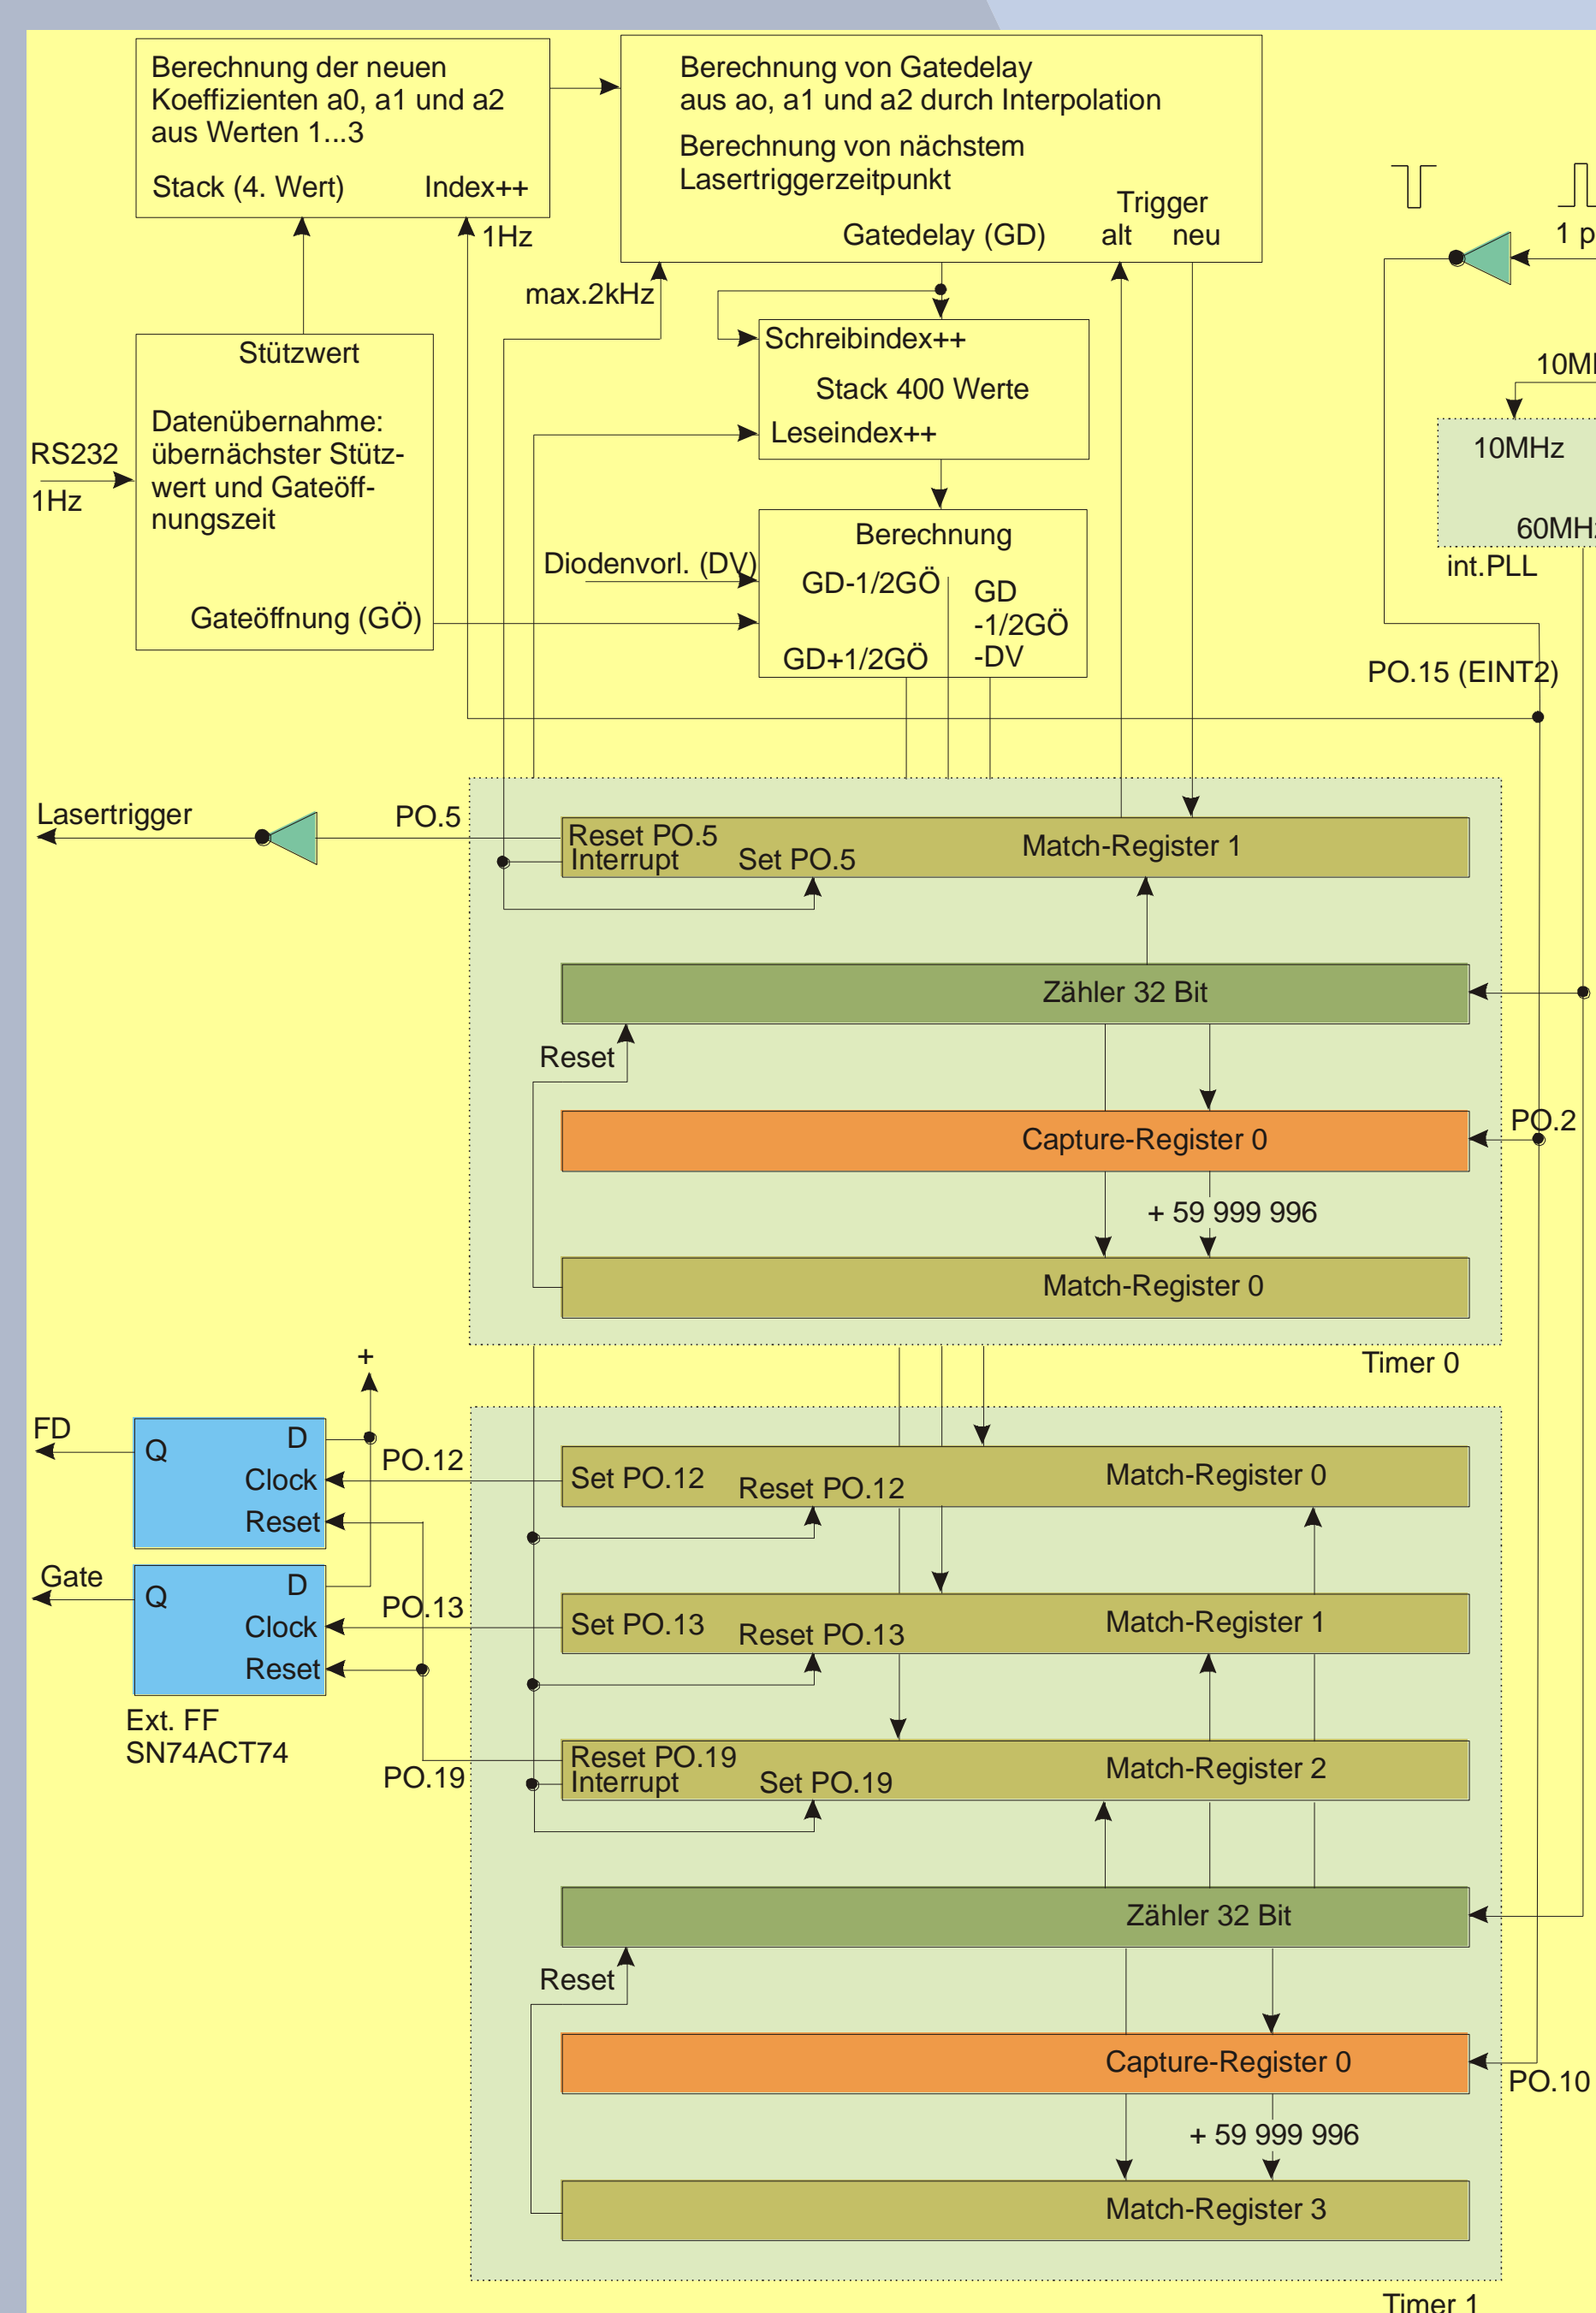 Berechnung der neuen
Koeffizienten a0, a1 und a2
aus Werten 1...3
Stack (4. Wert)
Index++
1Hz
Berechnung von Gatedelay
aus ao, a1 und a2 durch Interpolation
Berechnung von nächstem
Lasertriggerzeitpunkt
Trigger
Gatedelay (GD)
alt
neu
max.2kHz
1 p
Stützwert
Datenübernahme:
übernächster Stütz-
wert und Gateöff-
nungszeit
Gateöffnung (GÖ)
RS232
1Hz
Schreibindex++
Stack 400 Werte
Leseindex++
10MHz
60MHz
int.PLL
Berechnung
Diodenvorl. (DV)
GD-1/2GÖ
GD
-1/2GÖ
-DV
GD+1/2GÖ
PO.15 (EINT2)
Lasertrigger
PO.5
Reset PO.5
Interrupt
Set PO.5
Match-Register 1
Zähler 32 Bit
Reset
Capture-Register 0
PO.2
+ 59 999 996
Match-Register 0
Timer 0
+
FD
Q
D
Clock
Reset
PO.12
Set PO.12
Reset PO.12
Match-Register 0
Gate
Q
D
Clock
Reset
PO.13
Set PO.13
Reset PO.13
Match-Register 1
Ext. FF
SN74ACT74
PO.19
Reset PO.19
Interrupt
Set PO.19
Match-Register 2
Zähler 32 Bit
Reset
Capture-Register 0
PO.10
+ 59 999 996
Match-Register 3
Timer 1